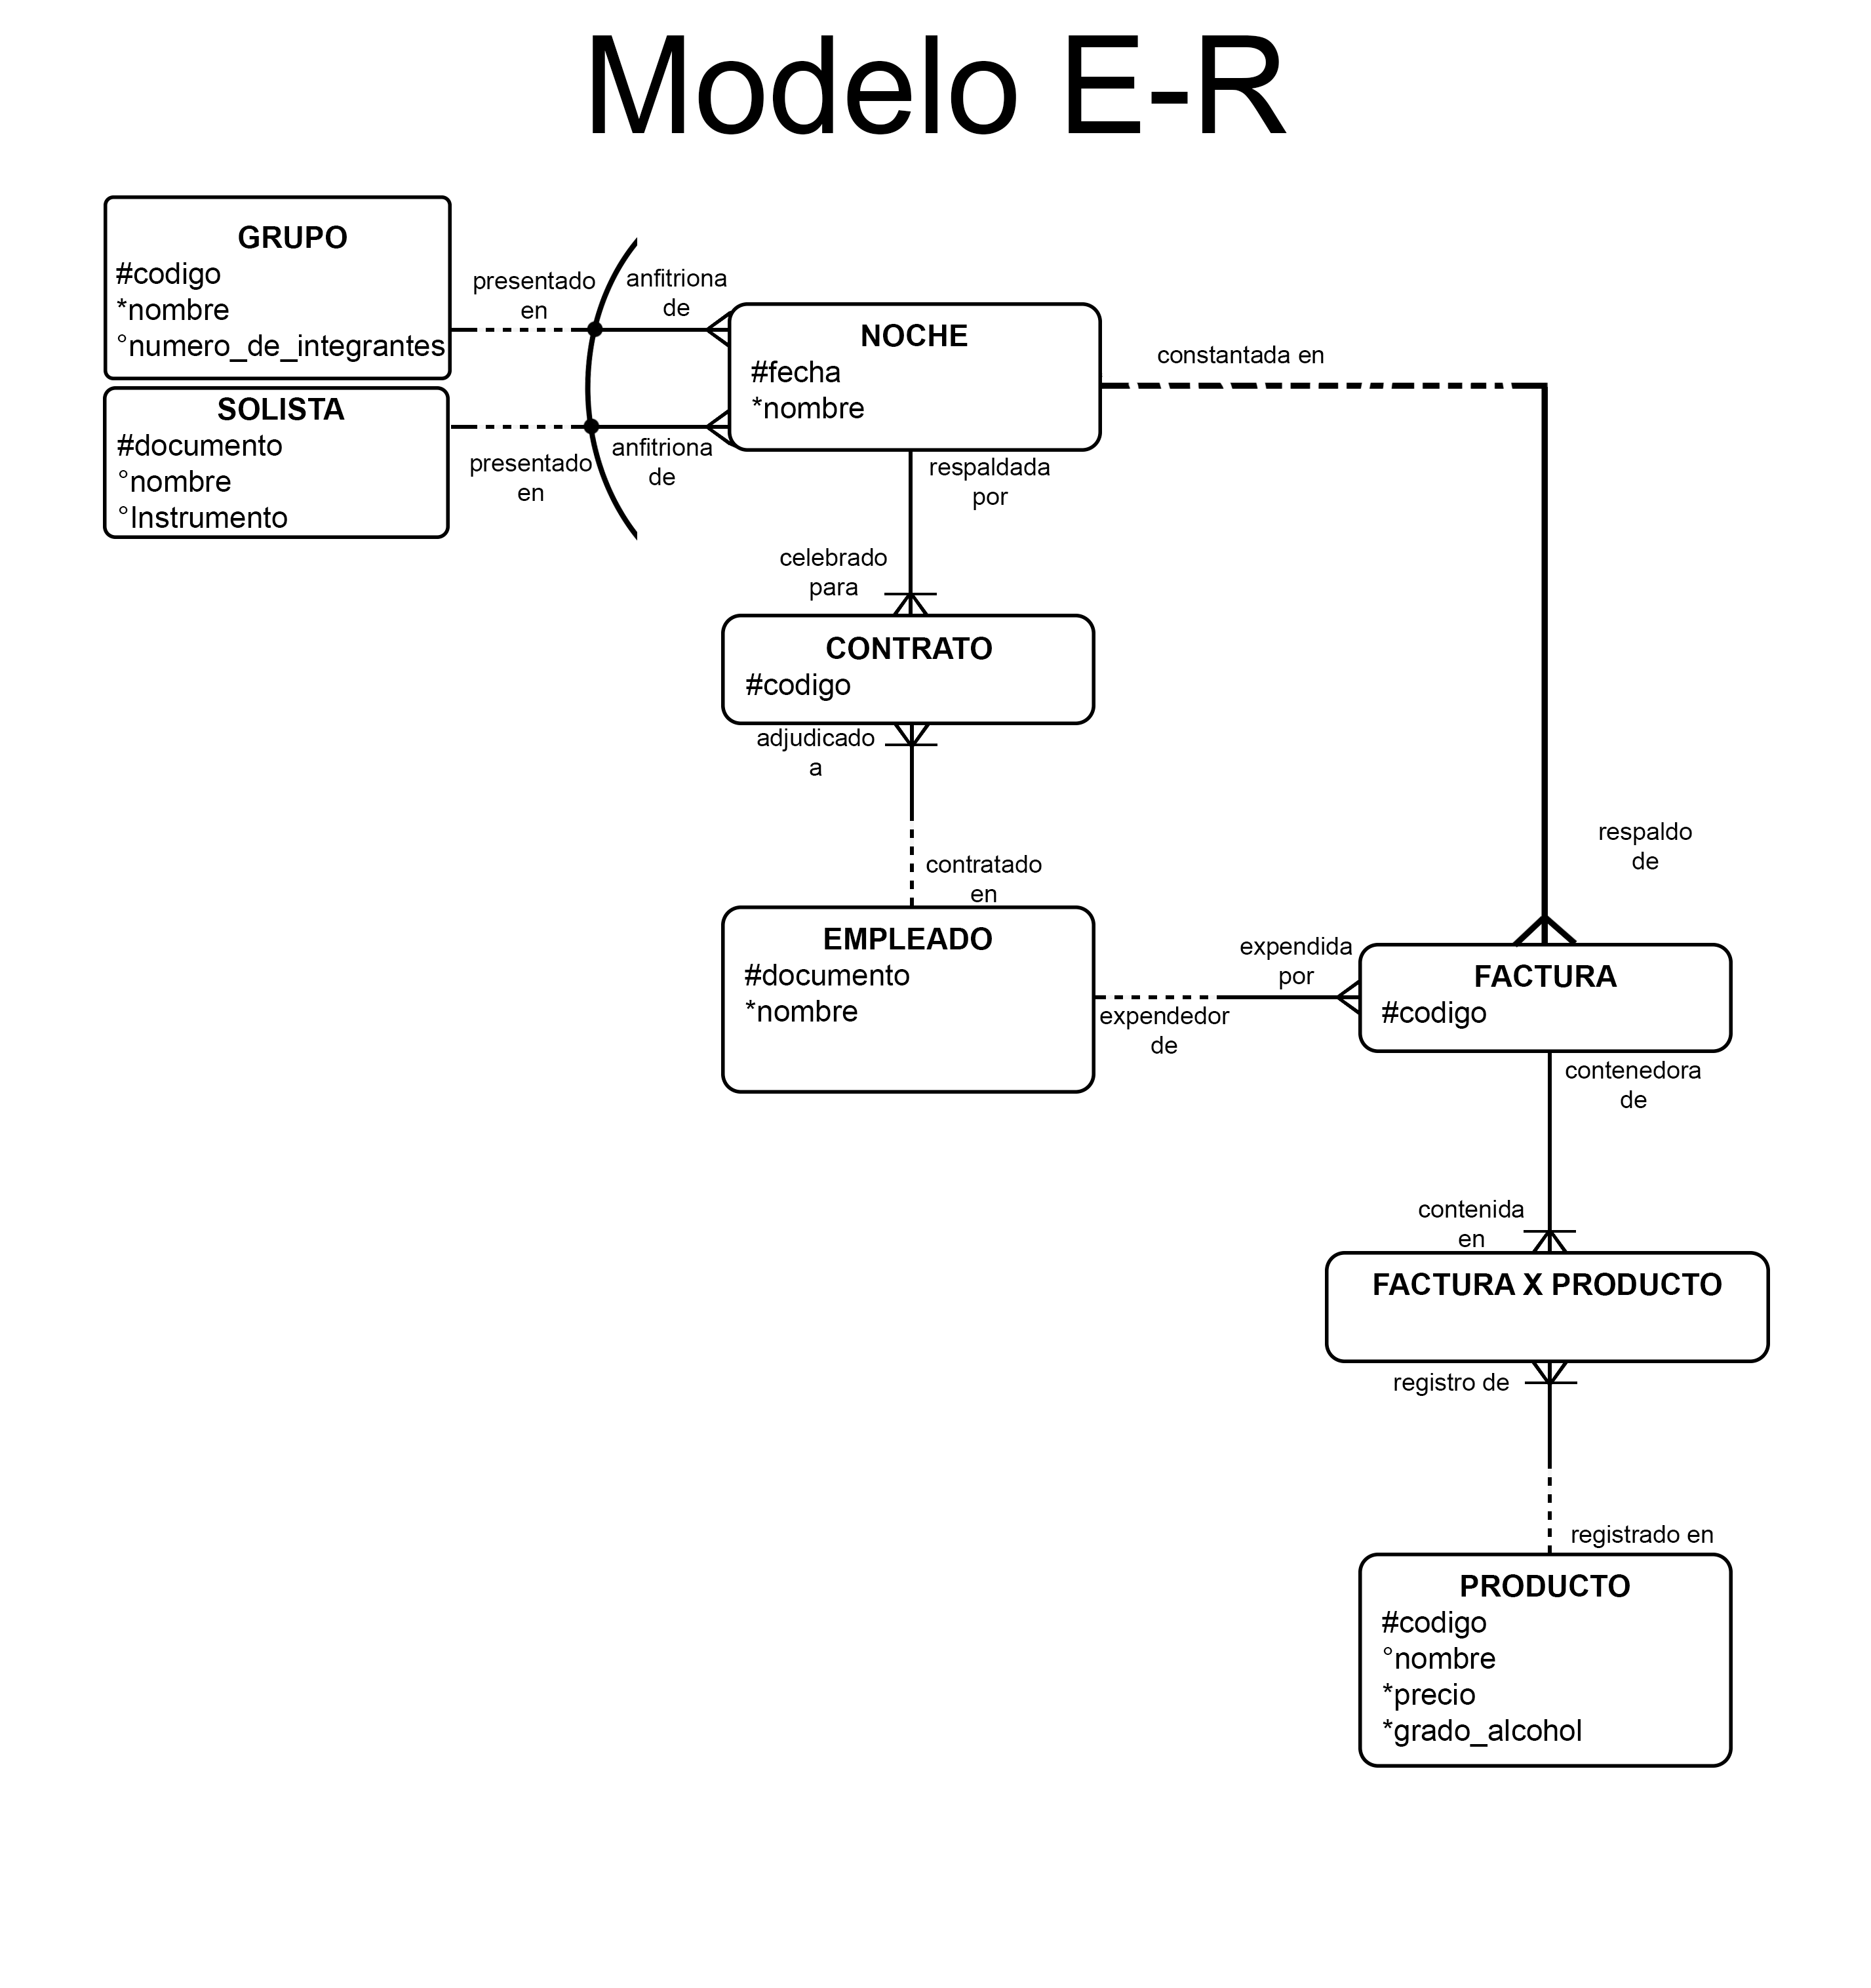 Modelo E-R
GRUPO
#codigo
*nombre
°numero_de_integrantes
SOLISTA
#documento
°nombre
°Instrumento
presentado
en
anfitriona
de
presentado
en
anfitriona
de
NOCHE
#fecha
*nombre
constantada en
respaldada
por
celebrado
para
CONTRATO
#codigo
adjudicado
a
contratado
en
EMPLEADO
#documento
*nombre
expendedor
de
expendida
por
respaldo
de
FACTURA
#codigo
contenedora
de
contenida
en
FACTURA X PRODUCTO
registro de
registrado en
PRODUCTO
#codigo
°nombre
*precio
*grado_alcohol